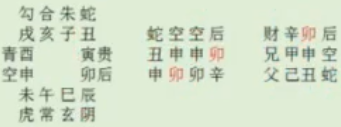 勾合朱蛇
戌亥子丑 蛇空空后 财辛卯后
青酉 寅贵 丑申申卯 兄甲申空
空申 卯后 申卯卯辛 父己丑蛇
未午巳辰
虎常玄阴